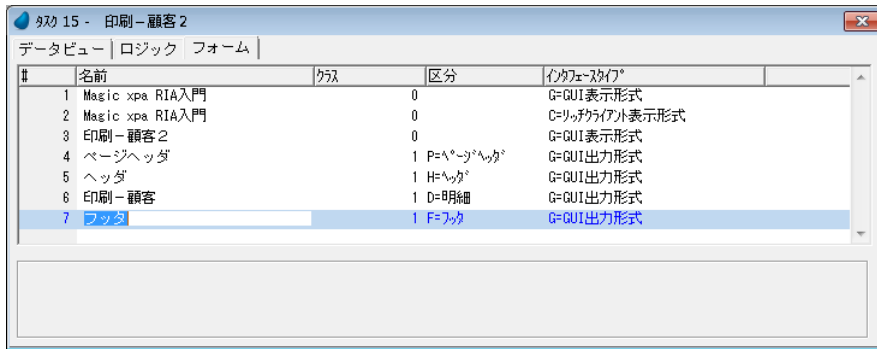 ﾀｽｸ 15 - 印刷－顧客２
データビュー ロジック フォーム
# 名前 ｸﾗｽ 区分 ｲﾝﾀﾌｪｰｽﾀｲﾌﾟ
1 Magic xpa RIA入門 0 G=GUI表示形式
2 Magic xpa RIA入門 0 C=ﾘｯﾁｸﾗｲｱﾝﾄ表示形式
3 印刷－顧客２ 0 G=GUI表示形式
4 ページヘッダ 1 P=ﾍﾟｰｼﾞﾍｯﾀﾞ G=GUI出力形式
5 ヘッダ 1 H=ﾍｯﾀﾞ G=GUI出力形式
6 印刷－顧客 1 D=明細 G=GUI出力形式
7 フッタ 1 F=ﾌｯﾀ G=GUI出力形式